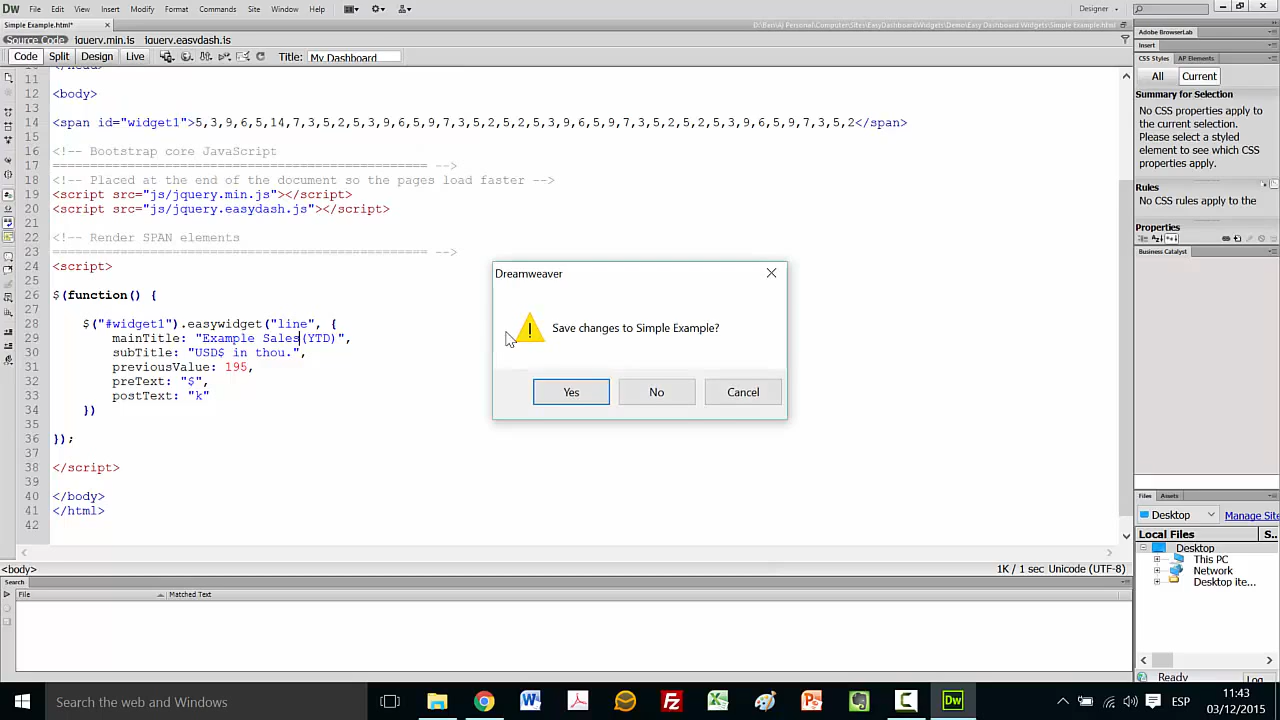 Dw File Edit View Insert Modify Format Commands Site Window Help Designer
Simple Example.html*
Source Code jquery.min.js jquery.easydash.js
Code Split Design Live Title: My Dashboard
11
12 <body>
13
14 <span id="widget1">5,3,9,6,5,14,7,3,5,2,5,3,9,6,5,9,7,3,5,2,5,2,5,3,9,6,5,9,7,3,5,2,5,2,5,3,9,6,5,9,7,3,5,2</span>
16 <!-- Bootstrap core JavaScript
17 ================================================== -->
18 <!-- Placed at the end of the document so the pages load faster -->
19 <script src="js/jquery.min.js"></script>
20 <script src="js/jquery.easydash.js"></script>
21
22 <!-- Render SPAN elements
23 ================================================== -->
24 <script>
25
26 $(function() {
27
28 $("#widget1").easywidget("line", {
29 mainTitle: "Example Sales(YTD)",
30 subTitle: "USD$ in thou.",
31 previousValue: 195,
32 preText: "$",
33 postText: "k"
34 })
35
36 });
37
38 </script>
39
40 </body>
41 </html>
42
<body>
1K / 1 sec Unicode (UTF-8)
Search
File Matched Text
Dreamweaver
Save changes to Simple Example?
Yes No Cancel
Adobe BrowserLab
Insert
CSS Styles AP Elements
All Current
Summary for Selection
No CSS properties apply to
the current selection.
Please select a styled
element to see which CSS
properties apply.
Rules
No CSS rules apply to the
Properties
Business Catalyst
Files Assets
Desktop Manage Site
Local Files S..
Desktop
This PC
Network
Desktop ite...
Ready Log
Search the web and Windows
ESP
11:43
03/12/2015